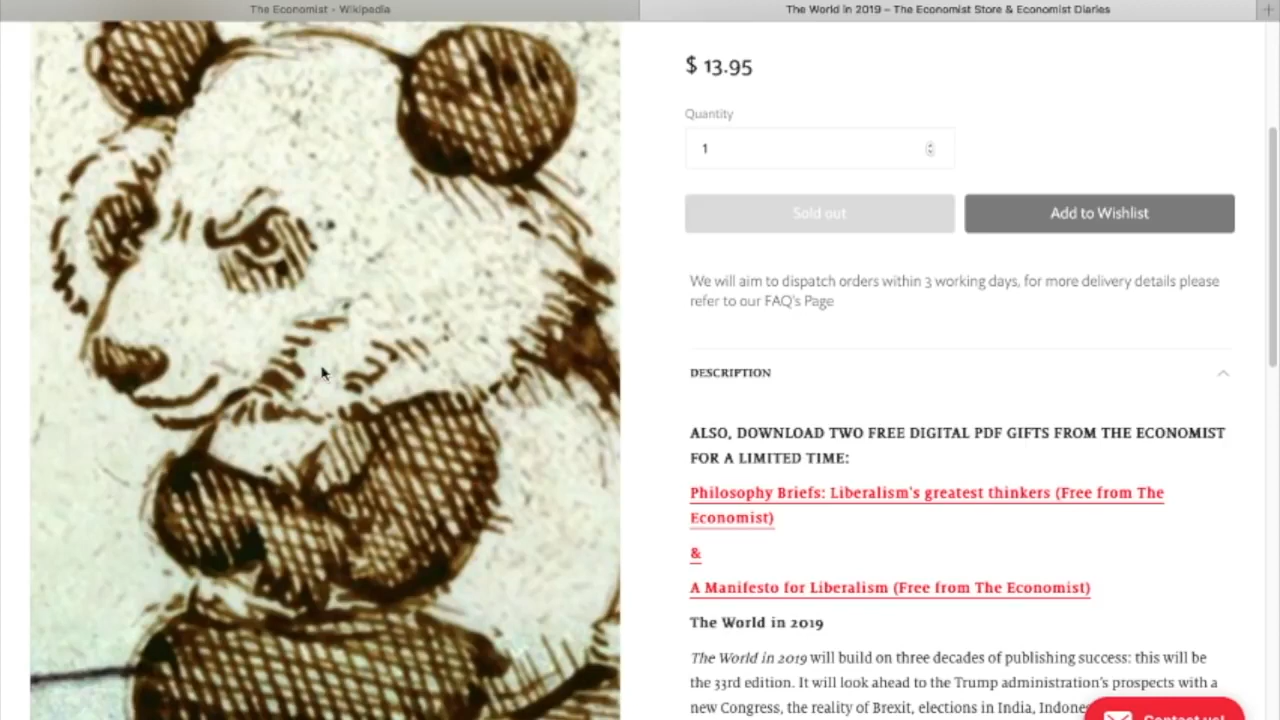 The Economist - Wikipedia
The World in 2019 – The Economist Store & Economist Diaries
$ 13.95
Quantity
1
Sold out
Add to Wishlist
We will aim to dispatch orders within 3 working days, for more delivery details please
refer to our FAQ's Page
DESCRIPTION
ALSO, DOWNLOAD TWO FREE DIGITAL PDF GIFTS FROM THE ECONOMIST
FOR A LIMITED TIME:
Philosophy Briefs: Liberalism's greatest thinkers (Free from The
Economist)
&
A Manifesto for Liberalism (Free from The Economist)
The World in 2019
The World in 2019 will build on three decades of publishing success: this will be
the 33rd edition. It will look ahead to the Trump administration's prospects with a
new Congress, the reality of Brexit, elections in India,
Contact us!